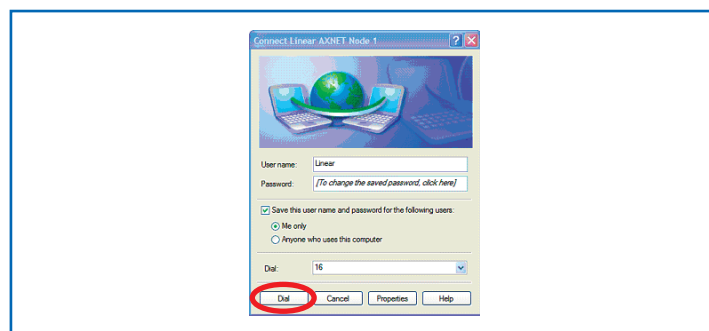 Connect Linear AXNET Node 1
User name: Linear
Password: [To change the saved password, click here]
Save this user name and password for the following users:
Me only
Anyone who uses this computer
Dial: 16
Dial Cancel Properties Help